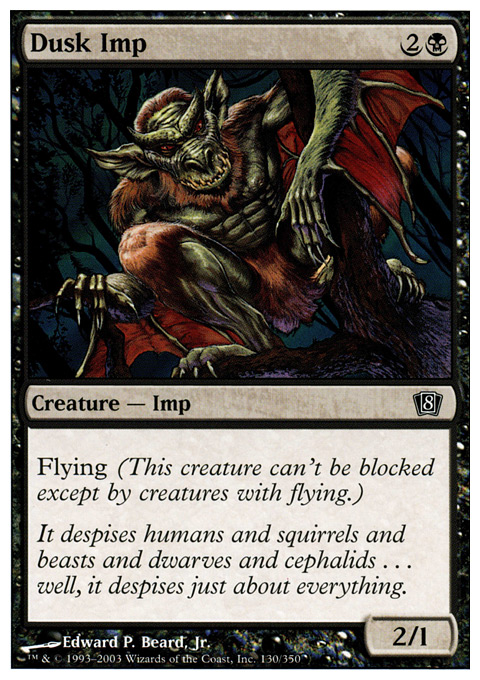 Dusk Imp 2
Creature — Imp 8
Flying (This creature can't be blocked
except by creatures with flying.)
It despises humans and squirrels and
beasts and dwarves and cephalids . . .
well, it despises just about everything.
Edward P. Beard, Jr.
2/1
™ & © 1993–2003 Wizards of the Coast, Inc. 130/350